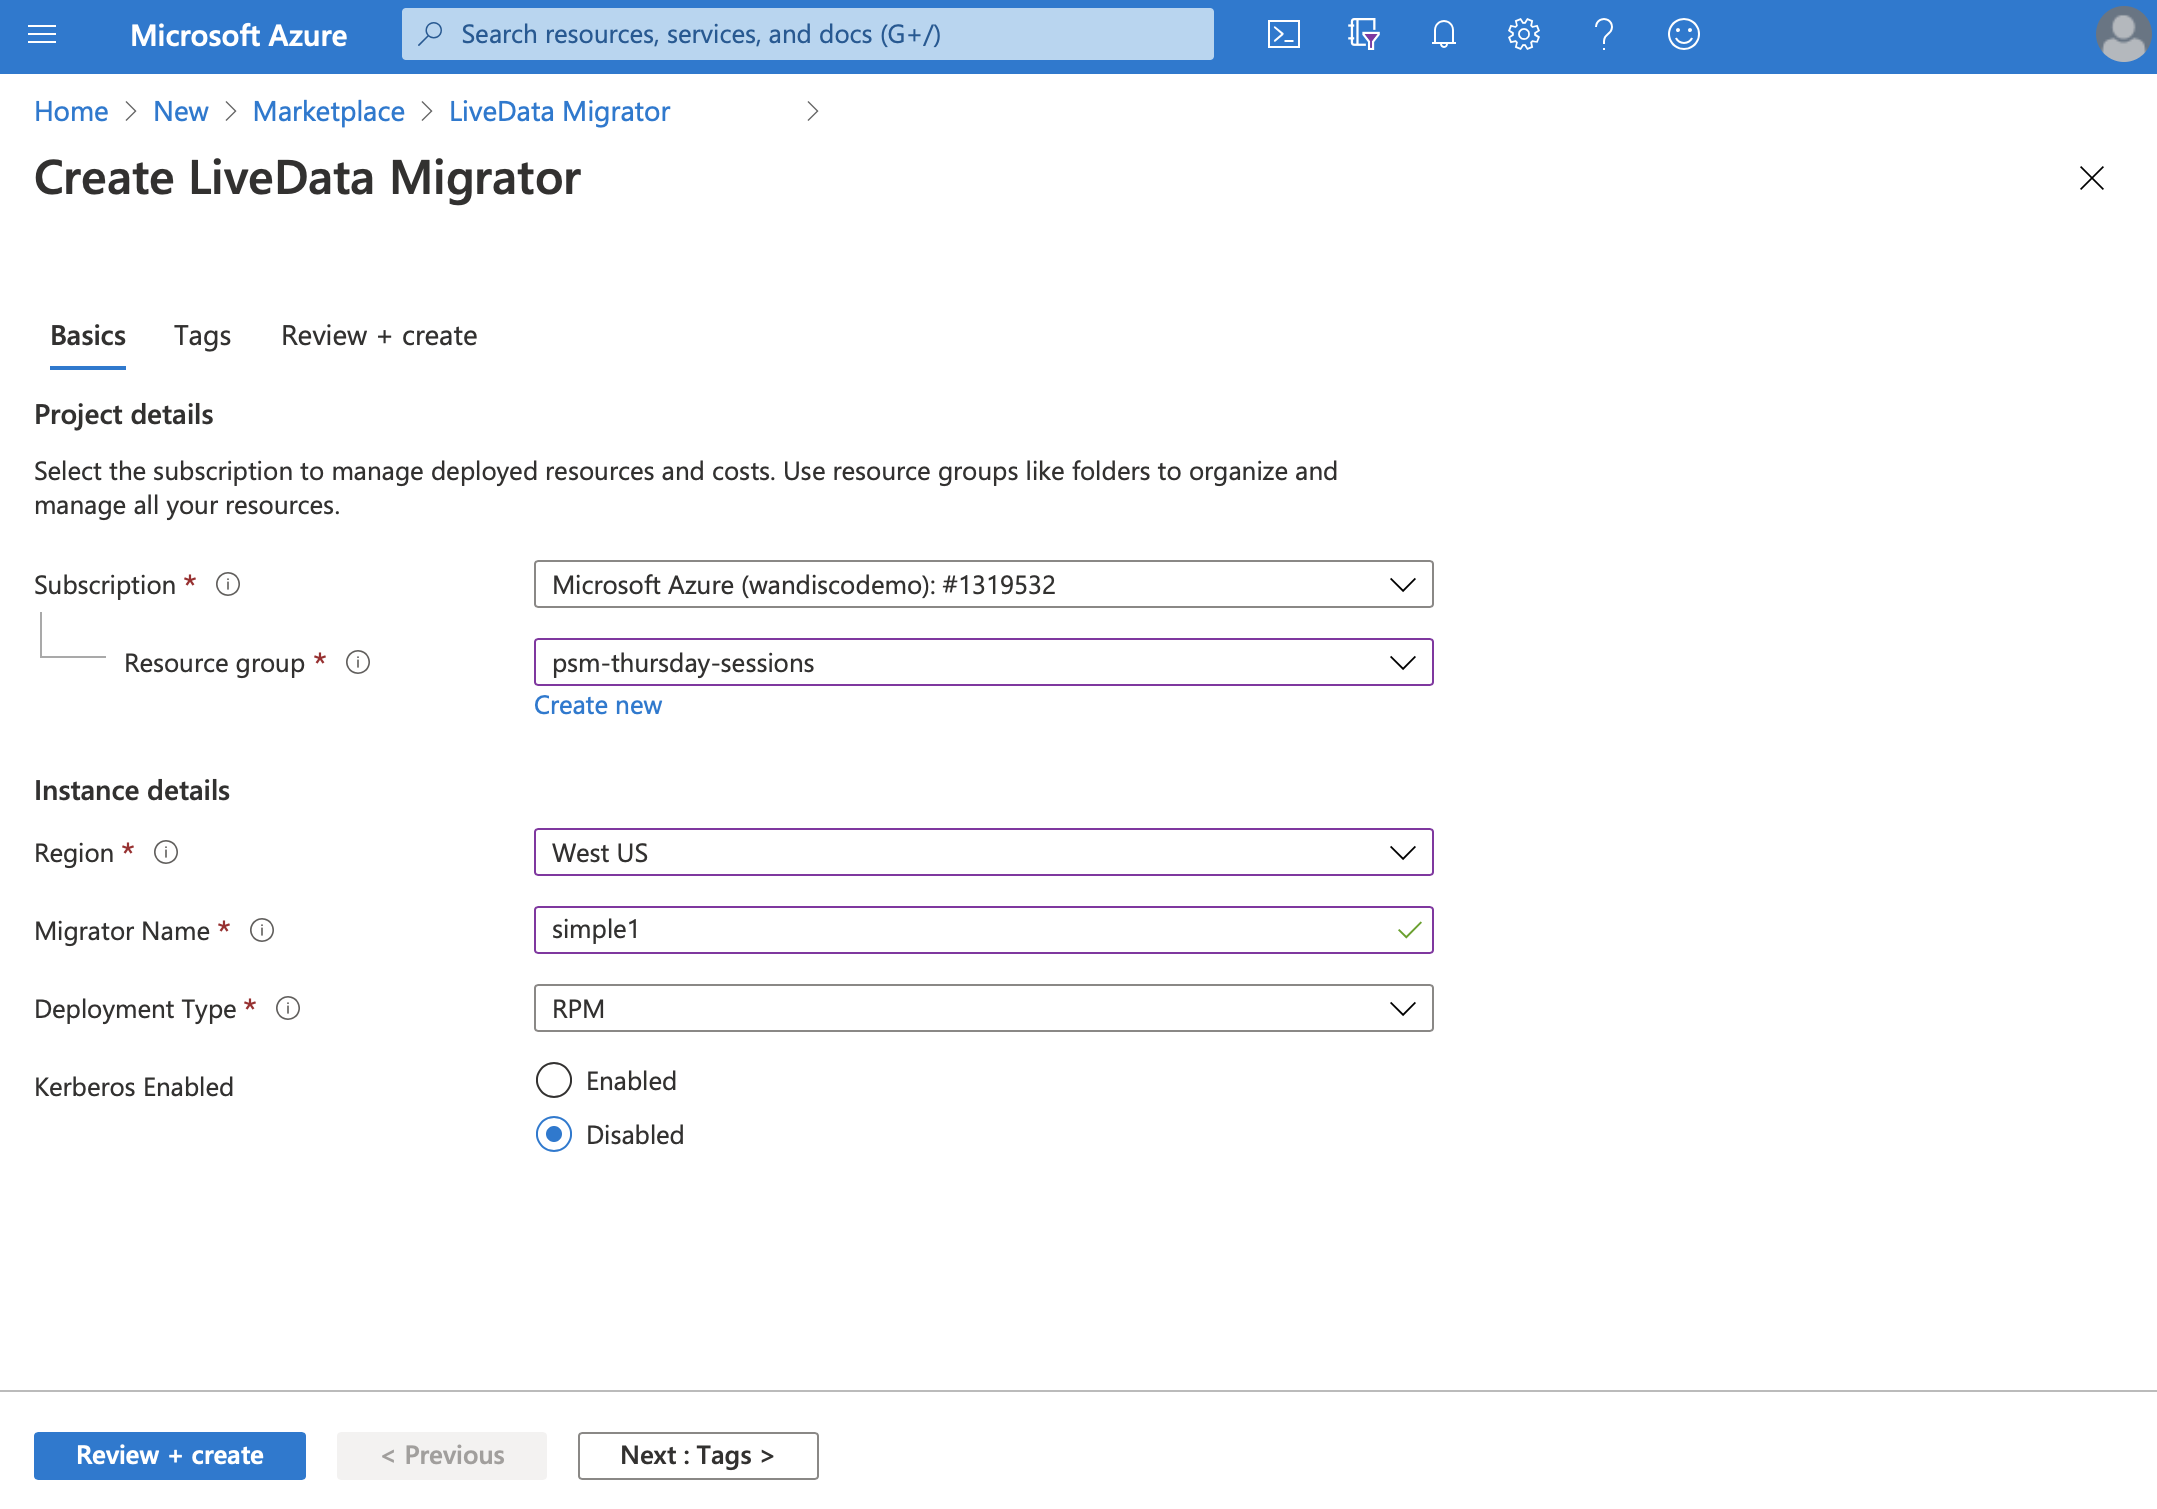 Microsoft Azure
Search resources, services, and docs (G+/)
Home > New > Marketplace > LiveData Migrator >
Create LiveData Migrator
Basics Tags Review + create
Project details
Select the subscription to manage deployed resources and costs. Use resource groups like folders to organize and
manage all your resources.
Subscription *
Microsoft Azure (wandiscodemo): #1319532
Resource group *
psm-thursday-sessions
Create new
Instance details
Region *
West US
Migrator Name *
simple1
Deployment Type *
RPM
Kerberos Enabled
Enabled
Disabled
Review + create
< Previous
Next : Tags >